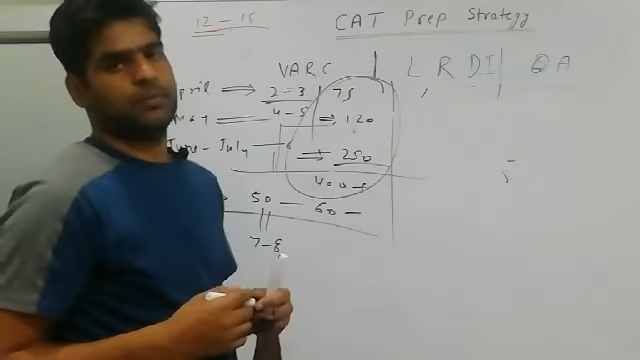 12 - 15
CAT Prep Strategy
VARC | LRDI | QA
pril ⟹ 2-3 | 75
4-5 ⟹ 120
June-July ⟹ 250
400
50 — 60 —
7-8